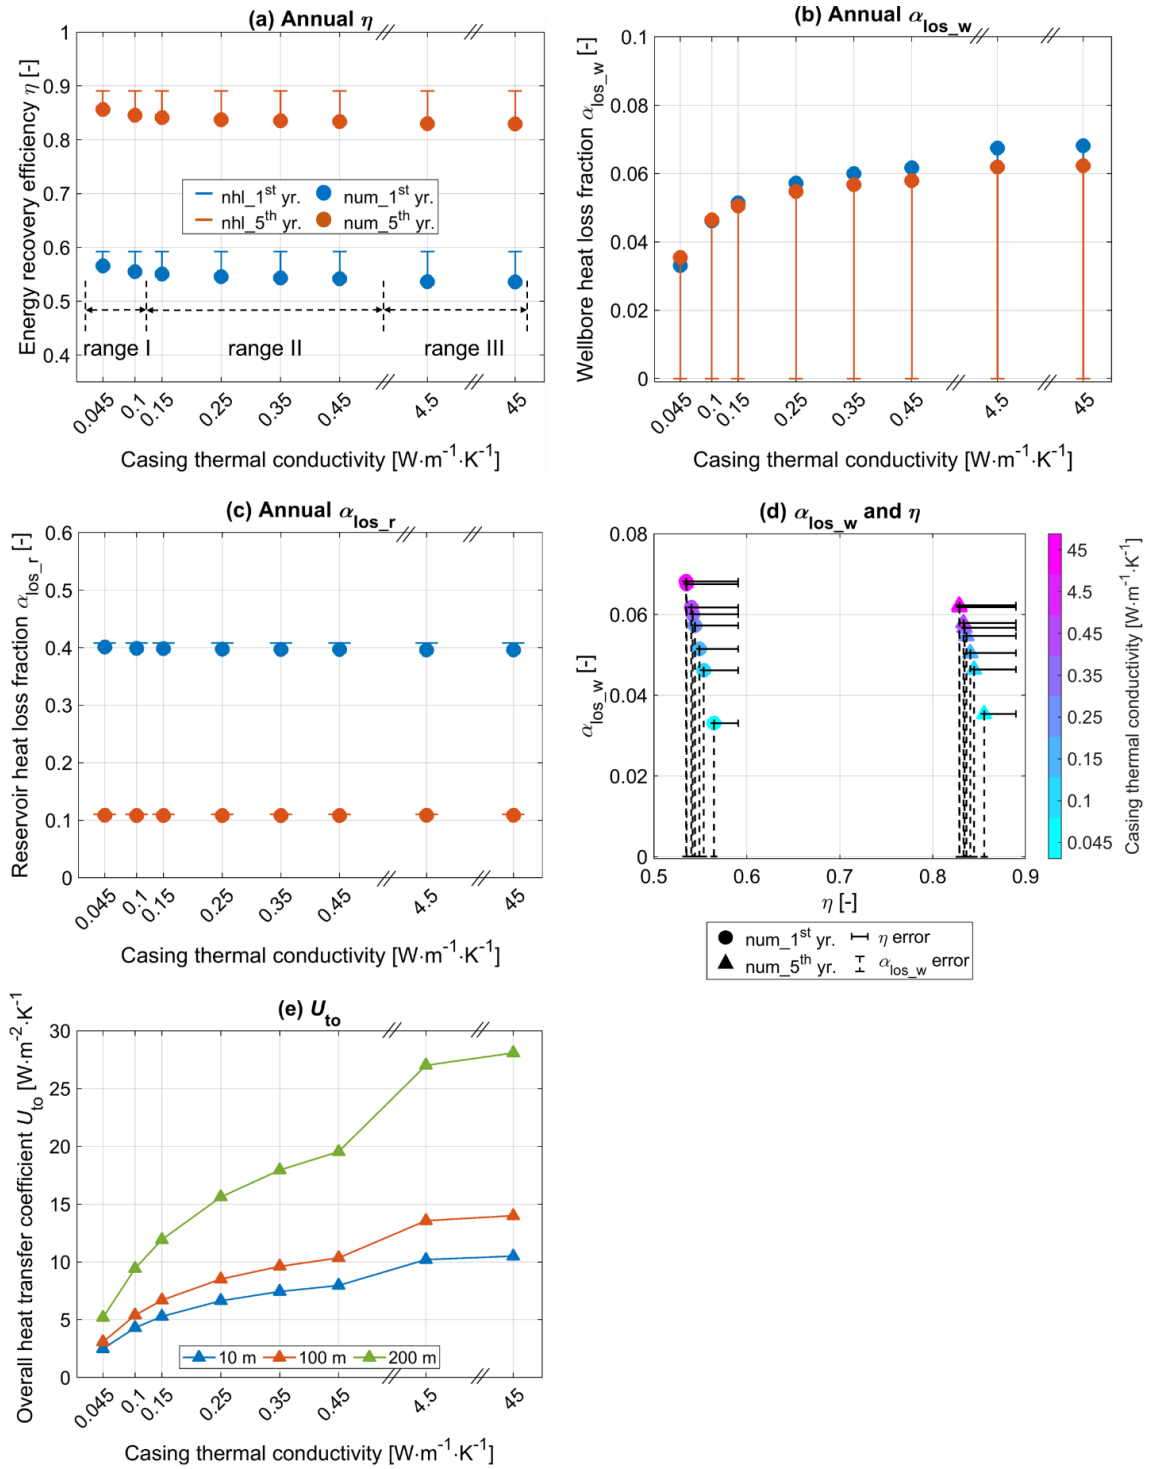 (a) Annual η
Energy recovery efficiency η [-]
1
0.9
0.8
0.7
0.6
0.5
0.4
nhl_1st yr.
num_1st yr.
nhl_5th yr.
num_5th yr.
range I
range II
range III
0.045
0.1
0.15
0.25
0.35
0.45
4.5
45
Casing thermal conductivity [W·m-1·K-1]
(b) Annual αlos_w
Wellbore heat loss fraction αlos_w [-]
0.1
0.08
0.06
0.04
0.02
0
0.045
0.1
0.15
0.25
0.35
0.45
4.5
45
Casing thermal conductivity [W·m-1·K-1]
(c) Annual αlos_r
Reservoir heat loss fraction αlos_r [-]
0.6
0.5
0.4
0.3
0.2
0.1
0
0.045
0.1
0.15
0.25
0.35
0.45
4.5
45
Casing thermal conductivity [W·m-1·K-1]
(d) αlos_w and η
αlos_w [-]
0.08
0.06
0.04
0.02
0
0.5
0.6
0.7
0.8
0.9
η [-]
45
4.5
0.45
0.35
0.25
0.15
0.1
0.045
Casing thermal conductivity [W·m-1·K-1]
num_1st yr.
η error
num_5th yr.
αlos_w error
(e) Uto
Overall heat transfer coefficient Uto [W·m-2·K-1
30
25
20
15
10
5
0
10 m
100 m
200 m
0.045
0.1
0.15
0.25
0.35
0.45
4.5
45
Casing thermal conductivity [W·m-1·K-1]